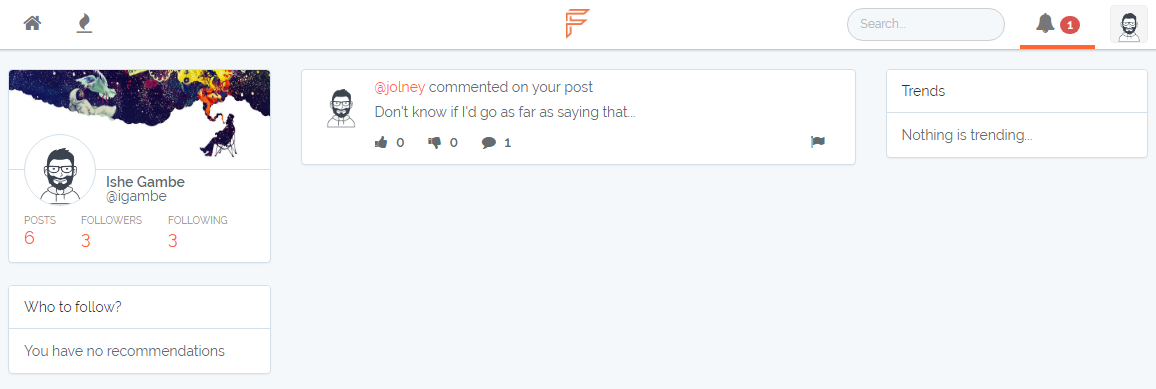 Search...
1
Ishe Gambe
@igambe
POSTS FOLLOWERS FOLLOWING
6 3 3
Who to follow?
You have no recommendations
@jolney commented on your post
Don't know if I'd go as far as saying that...
0 0 1
Trends
Nothing is trending...